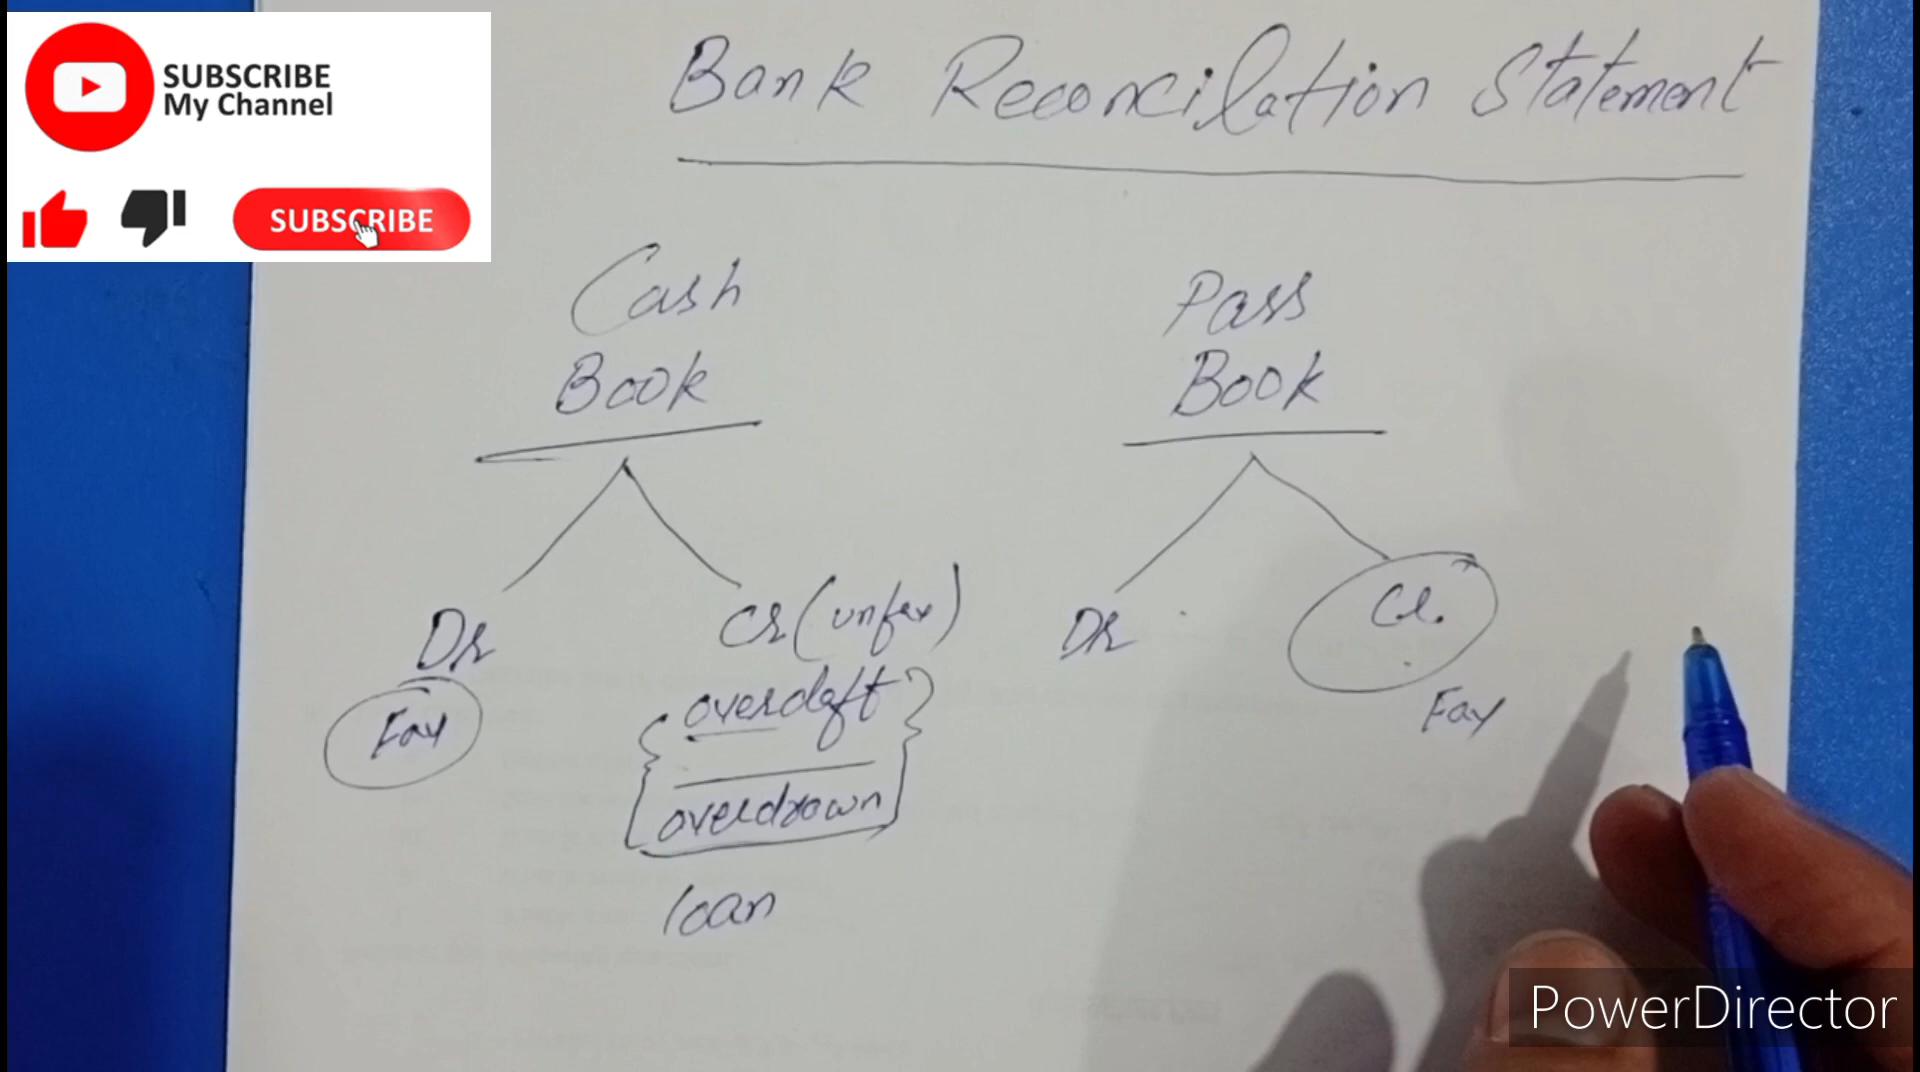 SUBSCRIBE
My Channel
SUBSCRIBE
Bank Reconcilation Statement
Cash
Book
Pass
Book
Dr
Cr (unfav)
Dr
Cr.
Fav
overdaft
Fav
overdrawn
loan
PowerDirector